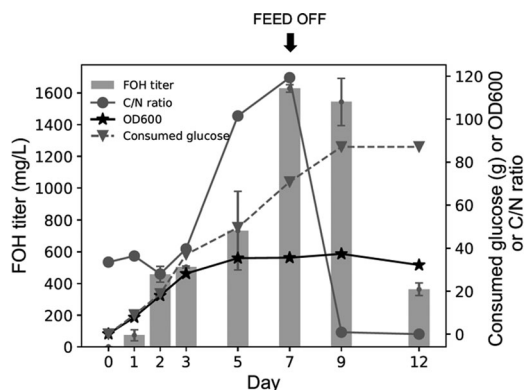 FEED OFF
FOH titer
C/N ratio
OD600
Consumed glucose
FOH titer (mg/L)
1600
1400
1200
1000
800
600
400
200
0
120
100
80
60
40
20
0
Consumed glucose (g) or OD600
or C/N ratio
0 1 2 3 5 7 9 12
Day